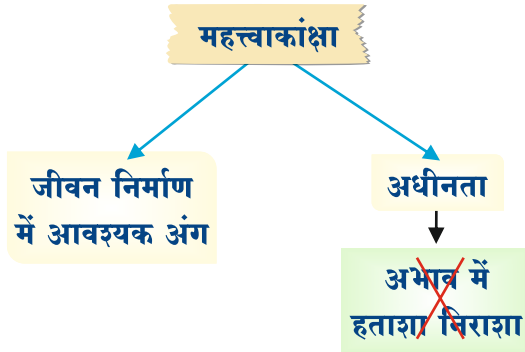 महत्त्वाकांक्षा
जीवन निर्माण
में आवश्यक अंग
अधीनता
अभाव में
हताशा निराशा